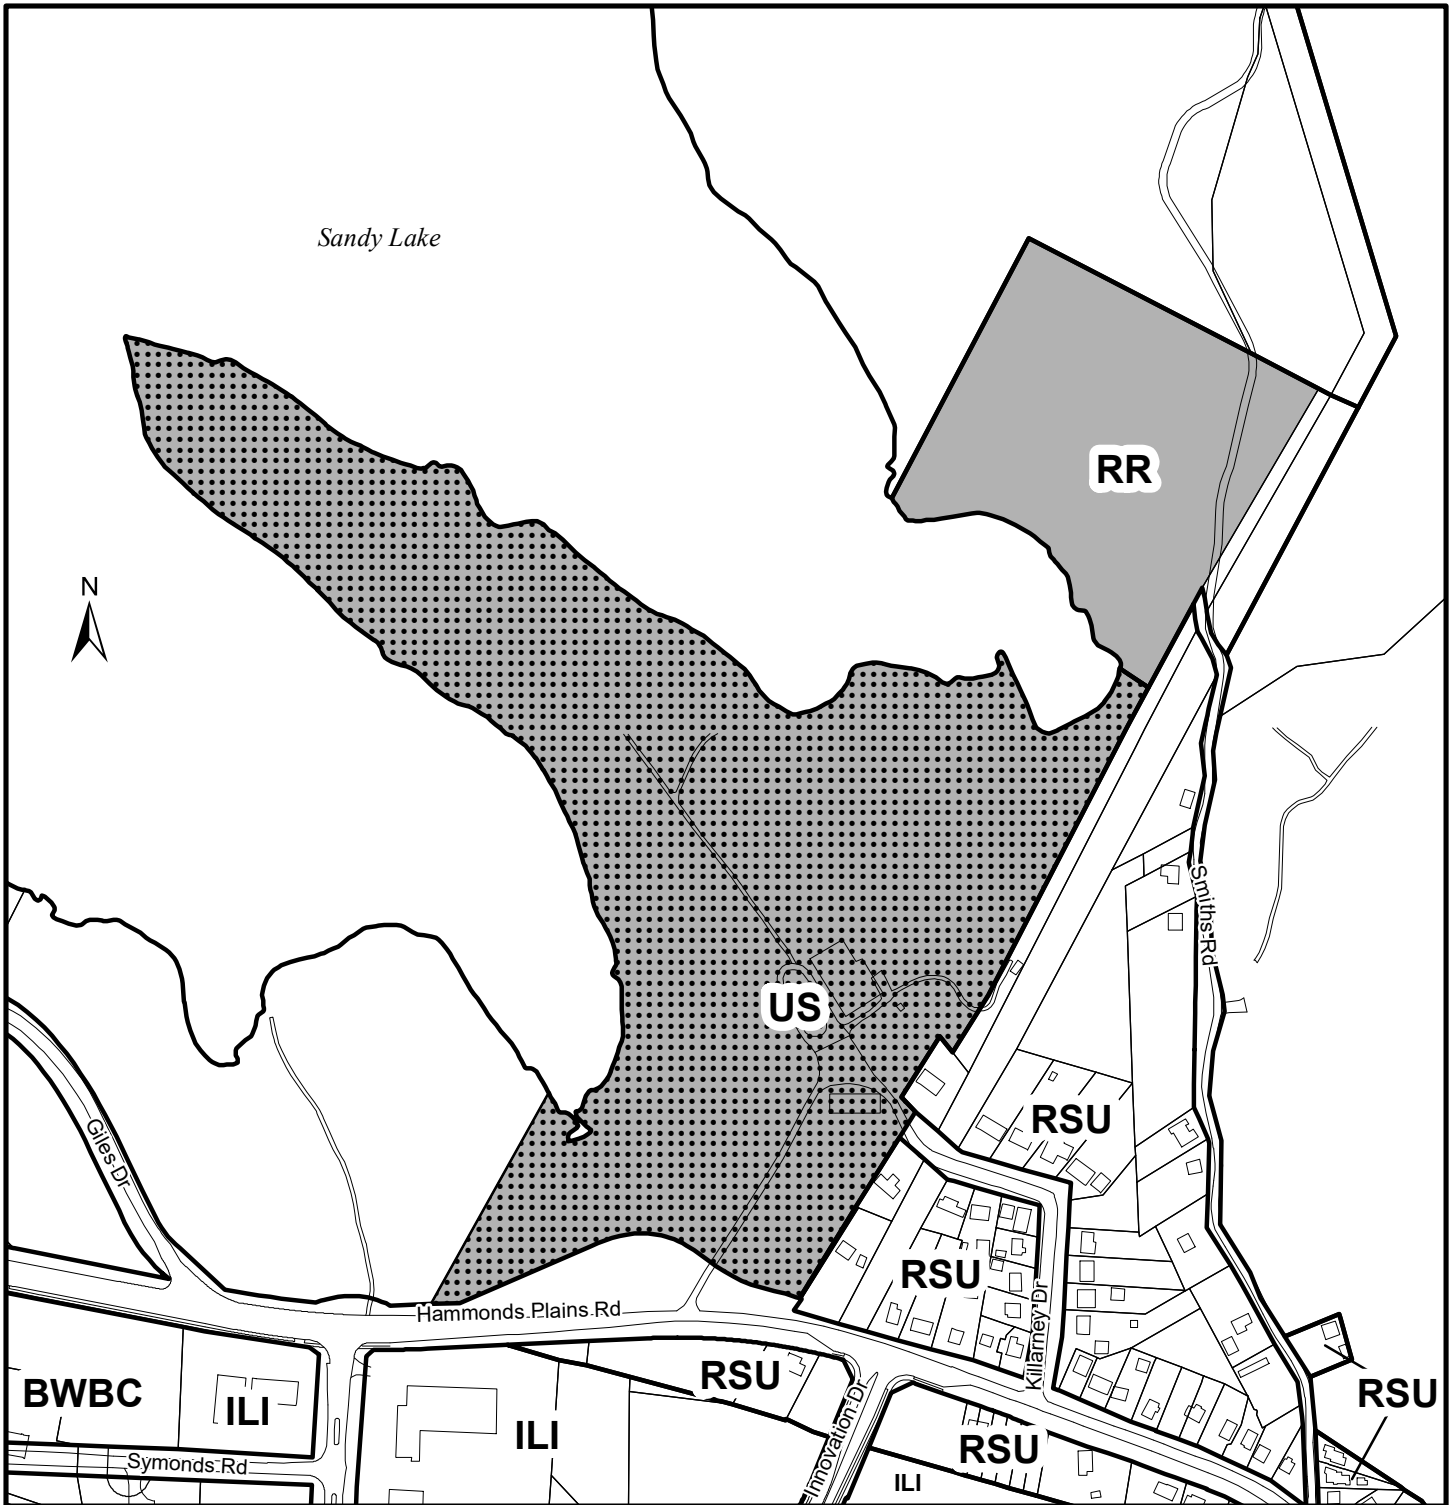 Sandy Lake
RR
N
Smiths Rd
US
RSU
Giles Dr
RSU
Killarney Dr
Hammonds Plains Rd
RSU
RSU
BWBC
ILI
ILI
Innovation Dr
RSU
Symonds Rd
ILI